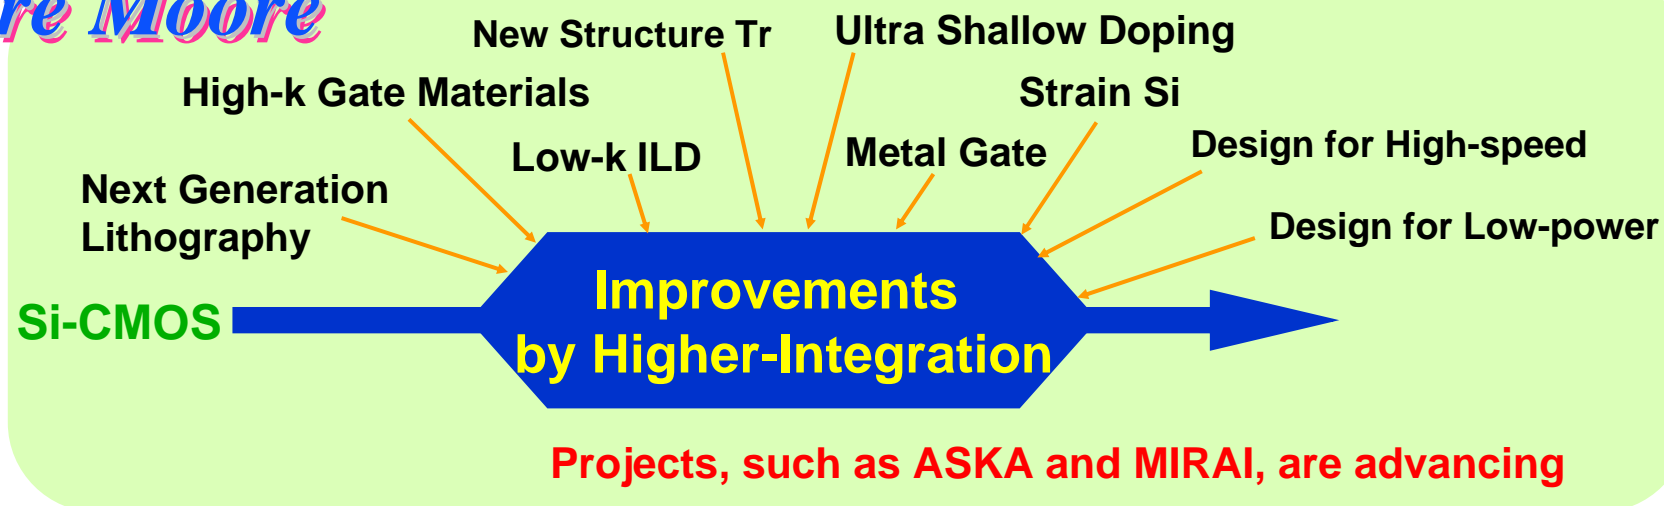 re Moore
New Structure Tr
Ultra Shallow Doping
High-k Gate Materials
Strain Si
Low-k ILD
Metal Gate
Design for High-speed
Next Generation
Lithography
Design for Low-power
Si-CMOS
Improvements
by Higher-Integration
Projects, such as ASKA and MIRAI, are advancing